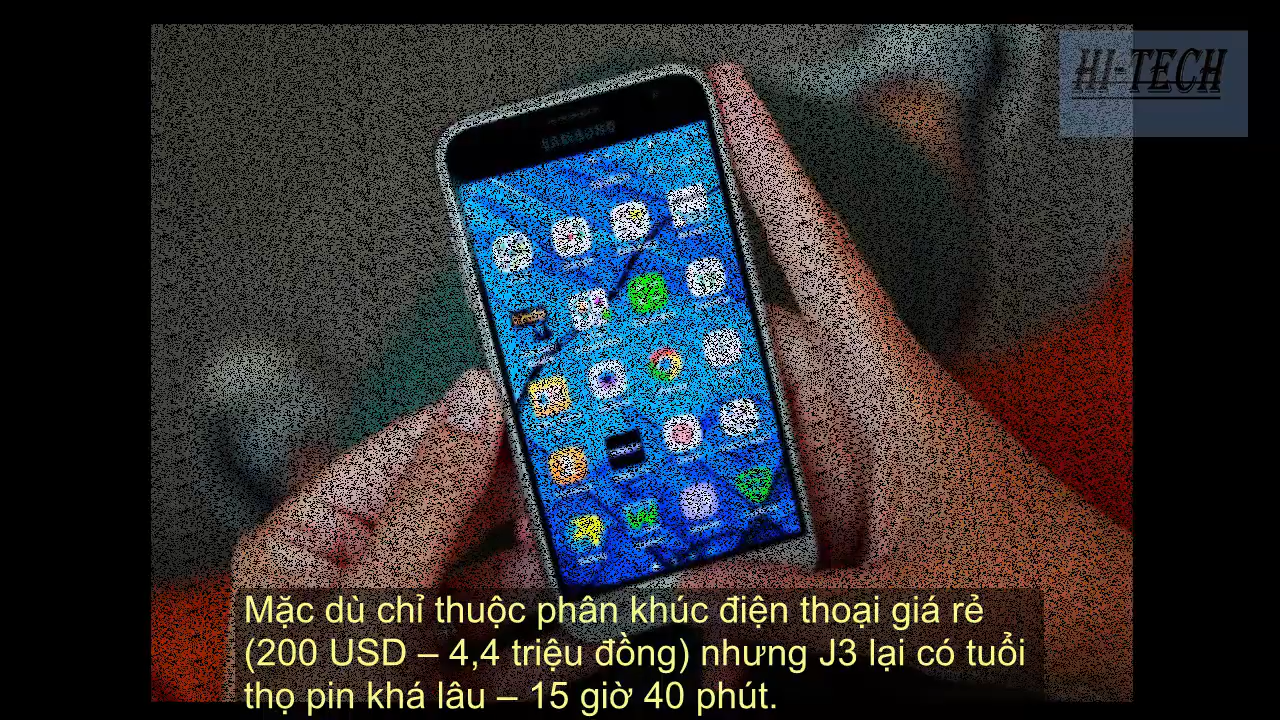 HI-TECH
SAMSUNG
Mặc dù chỉ thuộc phân khúc điện thoại giá rẻ
(200 USD – 4,4 triệu đồng) nhưng J3 lại có tuổi
thọ pin khá lâu – 15 giờ 40 phút.